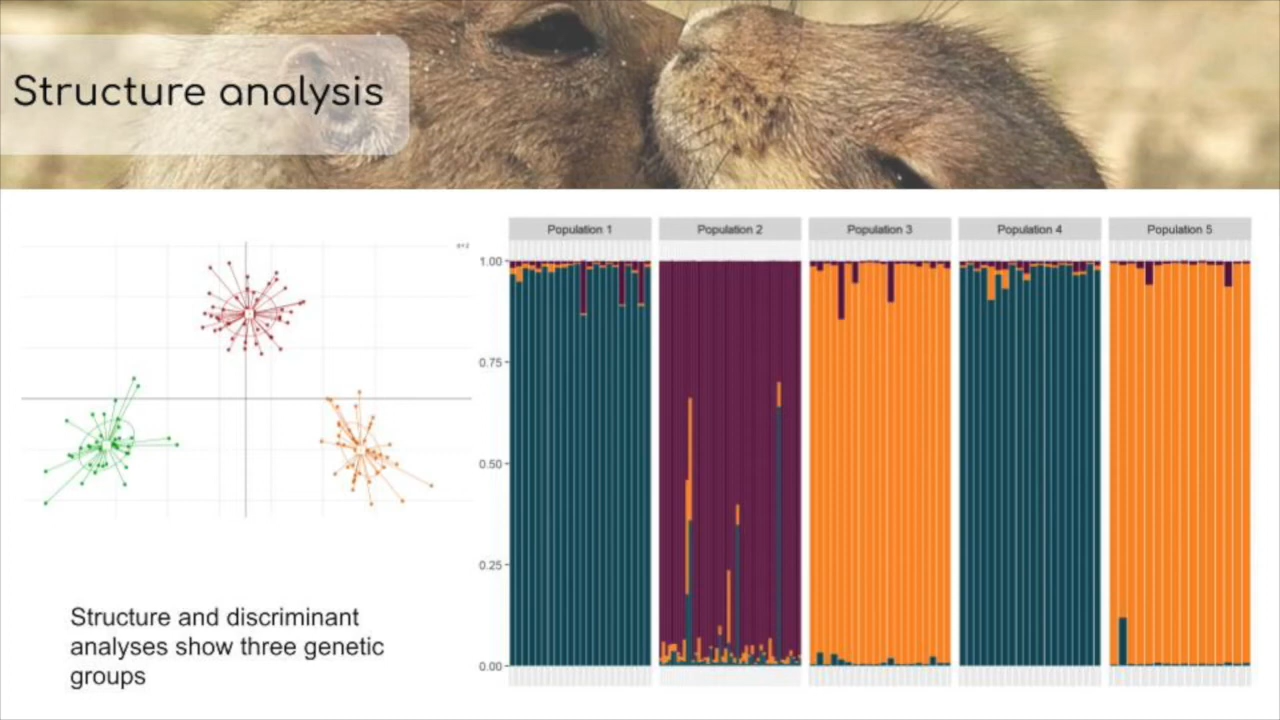 Structure analysis
Population 1
Population 2
Population 3
Population 4
Population 5
1.00
0.75
0.50
0.25
0.00
Structure and discriminant
analyses show three genetic
groups